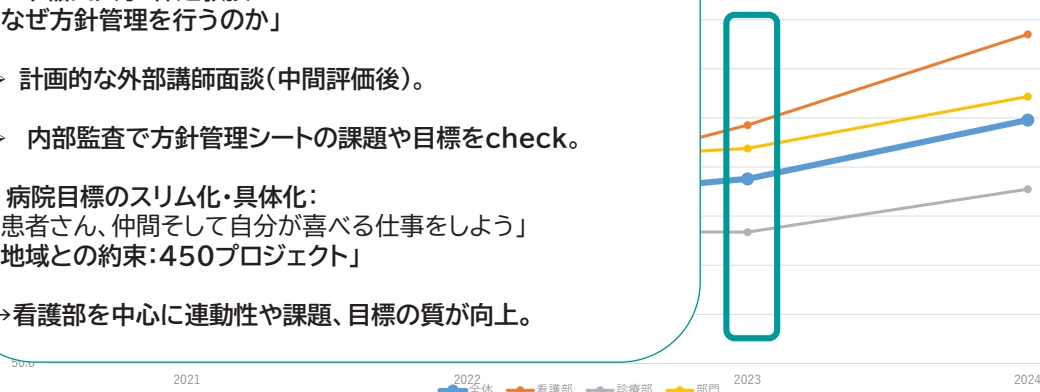 なぜ方針管理を行うのか」
計画的な外部講師面談（中間評価後）。
内部監査で方針管理シートの課題や目標をcheck。
病院目標のスリム化・具体化：
患者さん、仲間そして自分が喜べる仕事をしよう」
地域との約束：450プロジェクト」
→看護部を中心に連動性や課題、目標の質が向上。
50.0
2021 2022 2023 2024
全体 看護部 診療部 部門